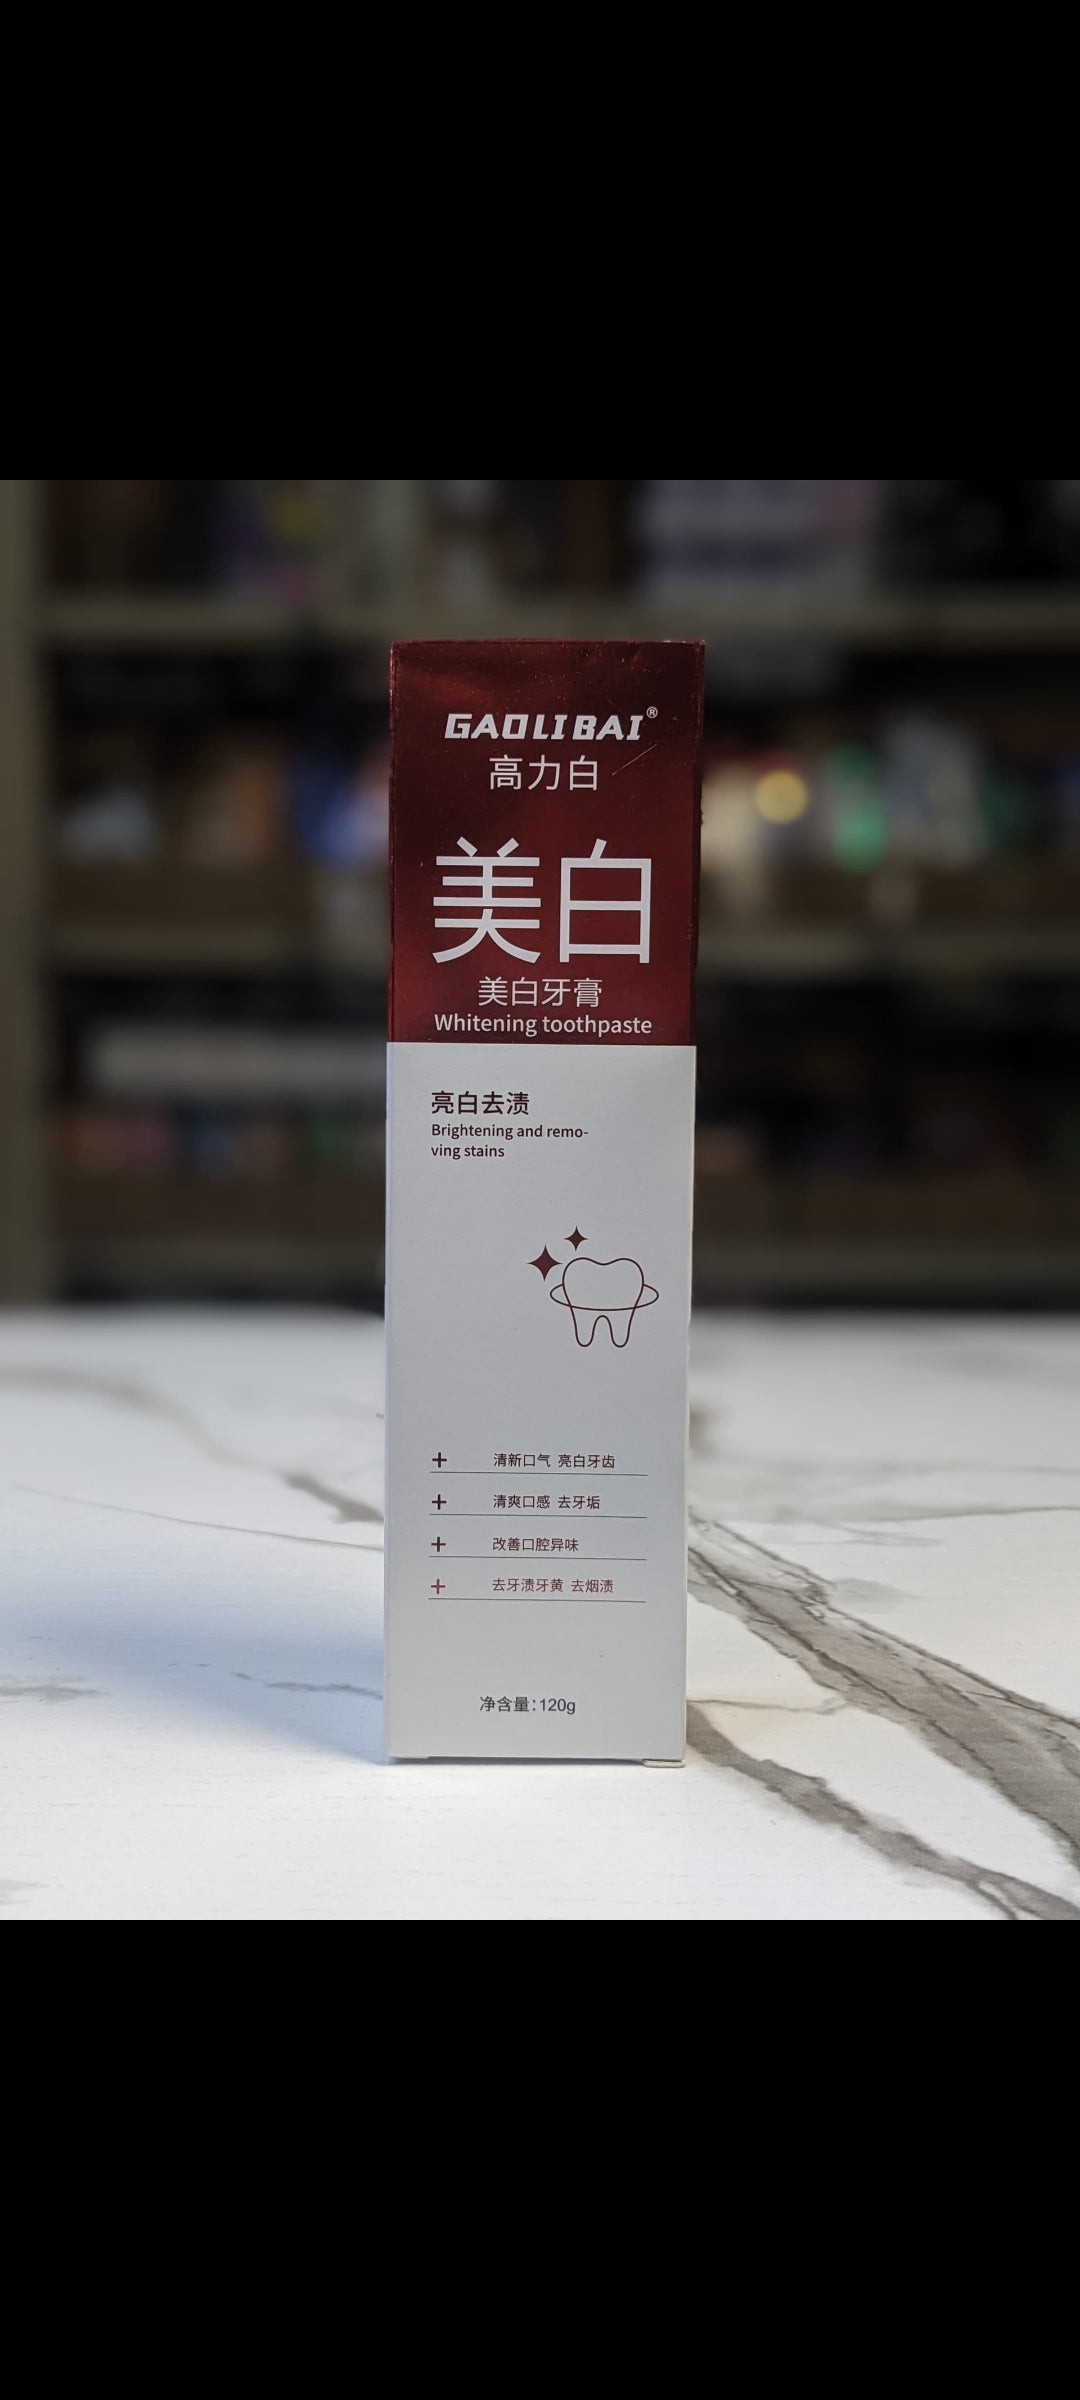 GAOLIBAI®
高力白
美白
美白牙膏
Whitening toothpaste
亮白去渍
Brightening and remo-
ving stains
+ 清新口气 亮白牙齿
+ 清爽口感 去牙垢
+ 改善口腔异味
+ 去牙渍牙黄 去烟渍
净含量:120g